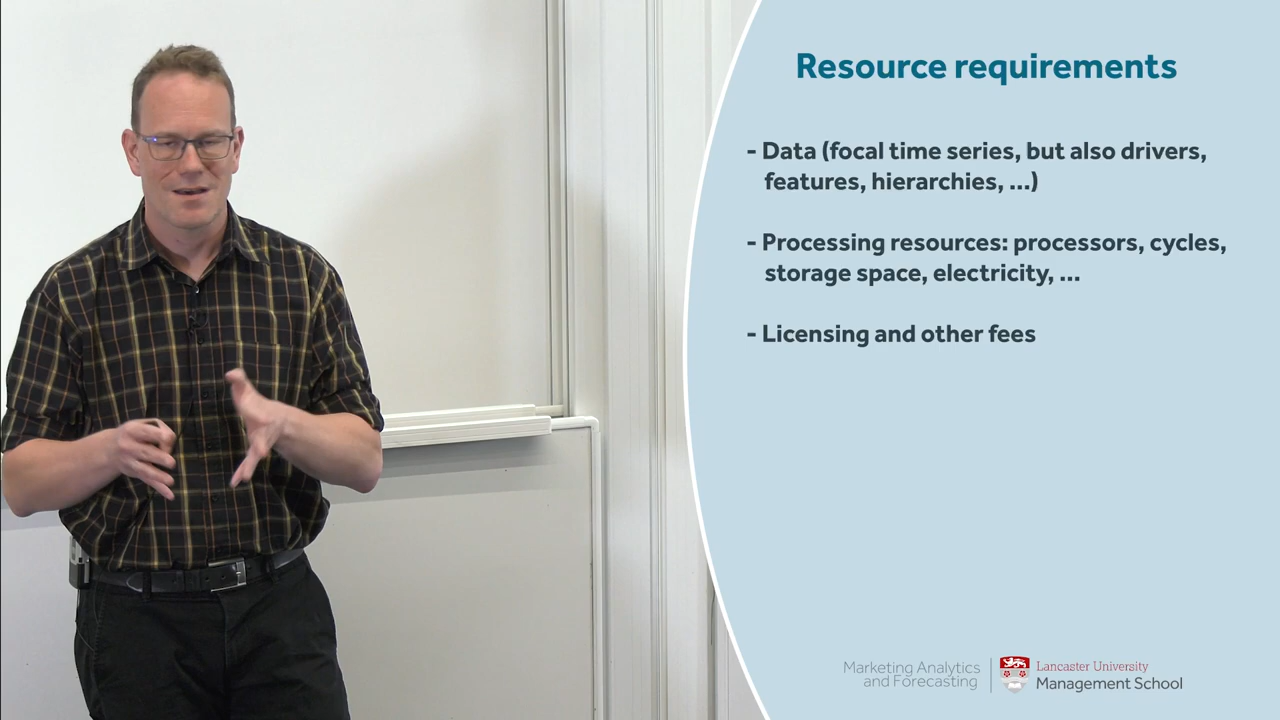 Resource requirements
- Data (focal time series, but also drivers,
features, hierarchies, ...)
- Processing resources: processors, cycles,
storage space, electricity, ...
- Licensing and other fees
Marketing Analytics
and Forecasting
Lancaster University
Management School